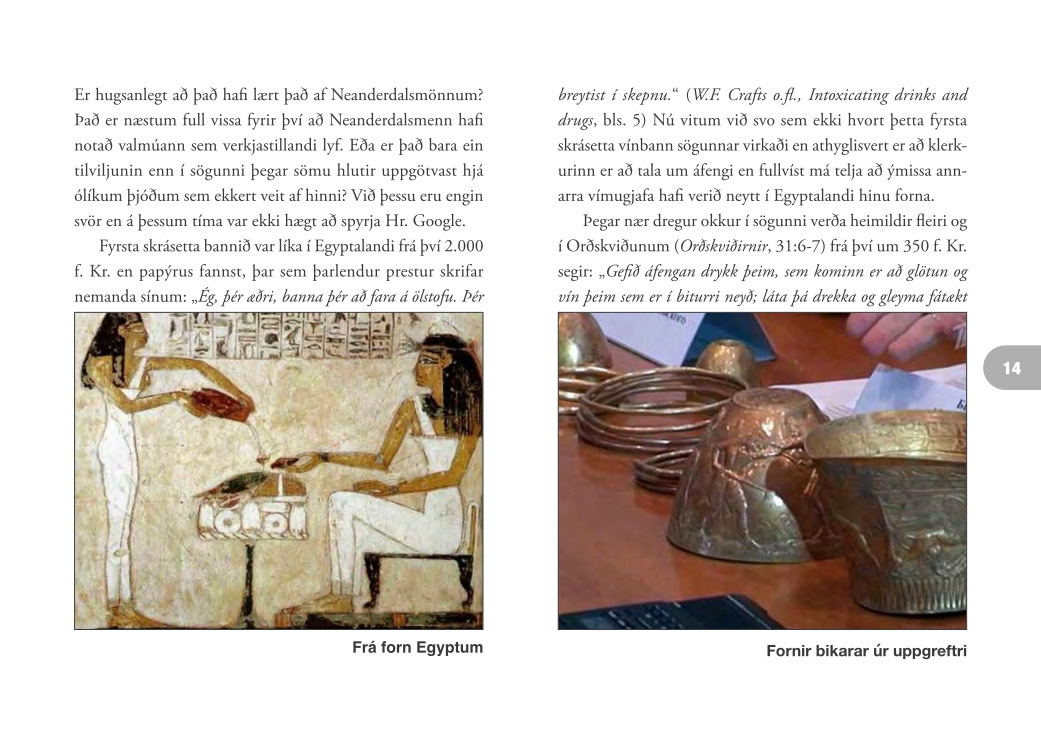 Er hugsanlegt að það hafi lært það af Neanderdalsmönnum?
Það er næstum full vissa fyrir því að Neanderdalsmenn hafi
notað valmúann sem verkjastillandi lyf. Eða er það bara ein
tilviljunin enn í sögunni þegar sömu hlutir uppgötvast hjá
ólíkum þjóðum sem ekkert veit af hinni? Við þessu eru engin
svör en á þessum tíma var ekki hægt að spyrja Hr. Google.
Fyrsta skrásetta bannið var líka í Egyptalandi frá því 2.000
f. Kr. en papýrus fannst, þar sem þarlendur prestur skrifar
nemanda sínum: „Ég, þér æðri, banna þér að fara á ölstofu. Þér
Frá forn Egyptum
breytist í skepnu.“ (W.F. Crafts o.fl., Intoxicating drinks and
drugs, bls. 5) Nú vitum við svo sem ekki hvort þetta fyrsta
skrásetta vínbann sögunnar virkaði en athyglisvert er að klerk-
urinn er að tala um áfengi en fullvíst má telja að ýmissa ann-
arra vímugjafa hafi verið neytt í Egyptalandi hinu forna.
Þegar nær dregur okkur í sögunni verða heimildir fleiri og
í Orðskviðunum (Orðskviðirnir, 31:6-7) frá því um 350 f. Kr.
segir: „Gefið áfengan drykk þeim, sem kominn er að glötun og
vín þeim sem er í biturri neyð; láta þá drekka og gleyma fátækt
Fornir bikarar úr uppgreftri
14